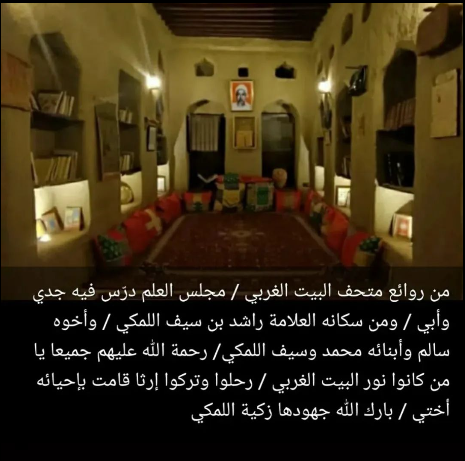 من روائع متحف البيت الغربي / مجلس العلم درّس فيه جدي
وأبي / ومن سكانه العلامة راشد بن سيف اللمكي / وأخوه
سالم وأبنائه محمد وسيف اللمكي/ رحمة الله عليهم جميعا يا
من كانوا نور البيت الغربي / رحلوا وتركوا إرثا قامت بإحيائه
أختي / بارك الله جهودها زكية اللمكي